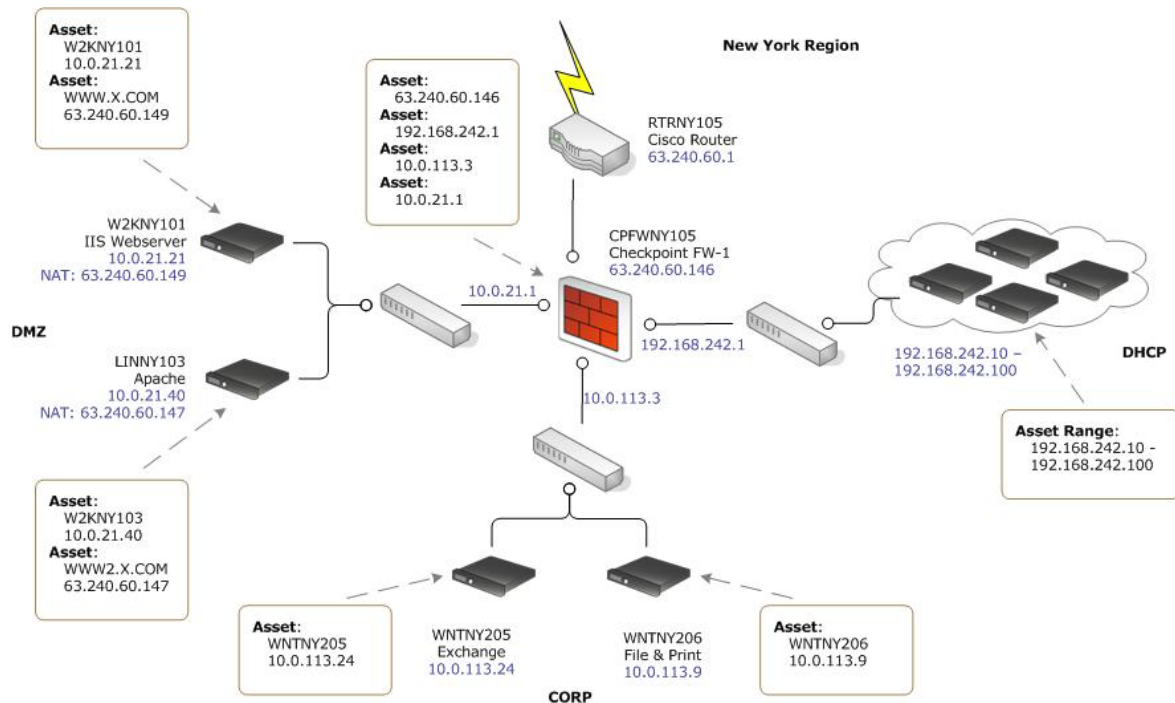 Asset:
W2KNY101
10.0.21.21
Asset:
WWW.X.COM
63.240.60.149
New York Region
Asset:
63.240.60.146
Asset:
192.168.242.1
Asset:
10.0.113.3
Asset:
10.0.21.1
RTRNY105
Cisco Router
63.240.60.1
W2KNY101
IIS Webserver
10.0.21.21
NAT: 63.240.60.149
CPFWNY105
Checkpoint FW-1
63.240.60.146
10.0.21.1
DMZ
192.168.242.1
192.168.242.10 –
192.168.242.100
DHCP
LINNY103
Apache
10.0.21.40
NAT: 63.240.60.147
10.0.113.3
Asset Range:
192.168.242.10 -
192.168.242.100
Asset:
W2KNY103
10.0.21.40
Asset:
WWW2.X.COM
63.240.60.147
Asset:
WNTNY205
10.0.113.24
WNTNY205
Exchange
10.0.113.24
WNTNY206
File & Print
10.0.113.9
Asset:
WNTNY206
10.0.113.9
CORP